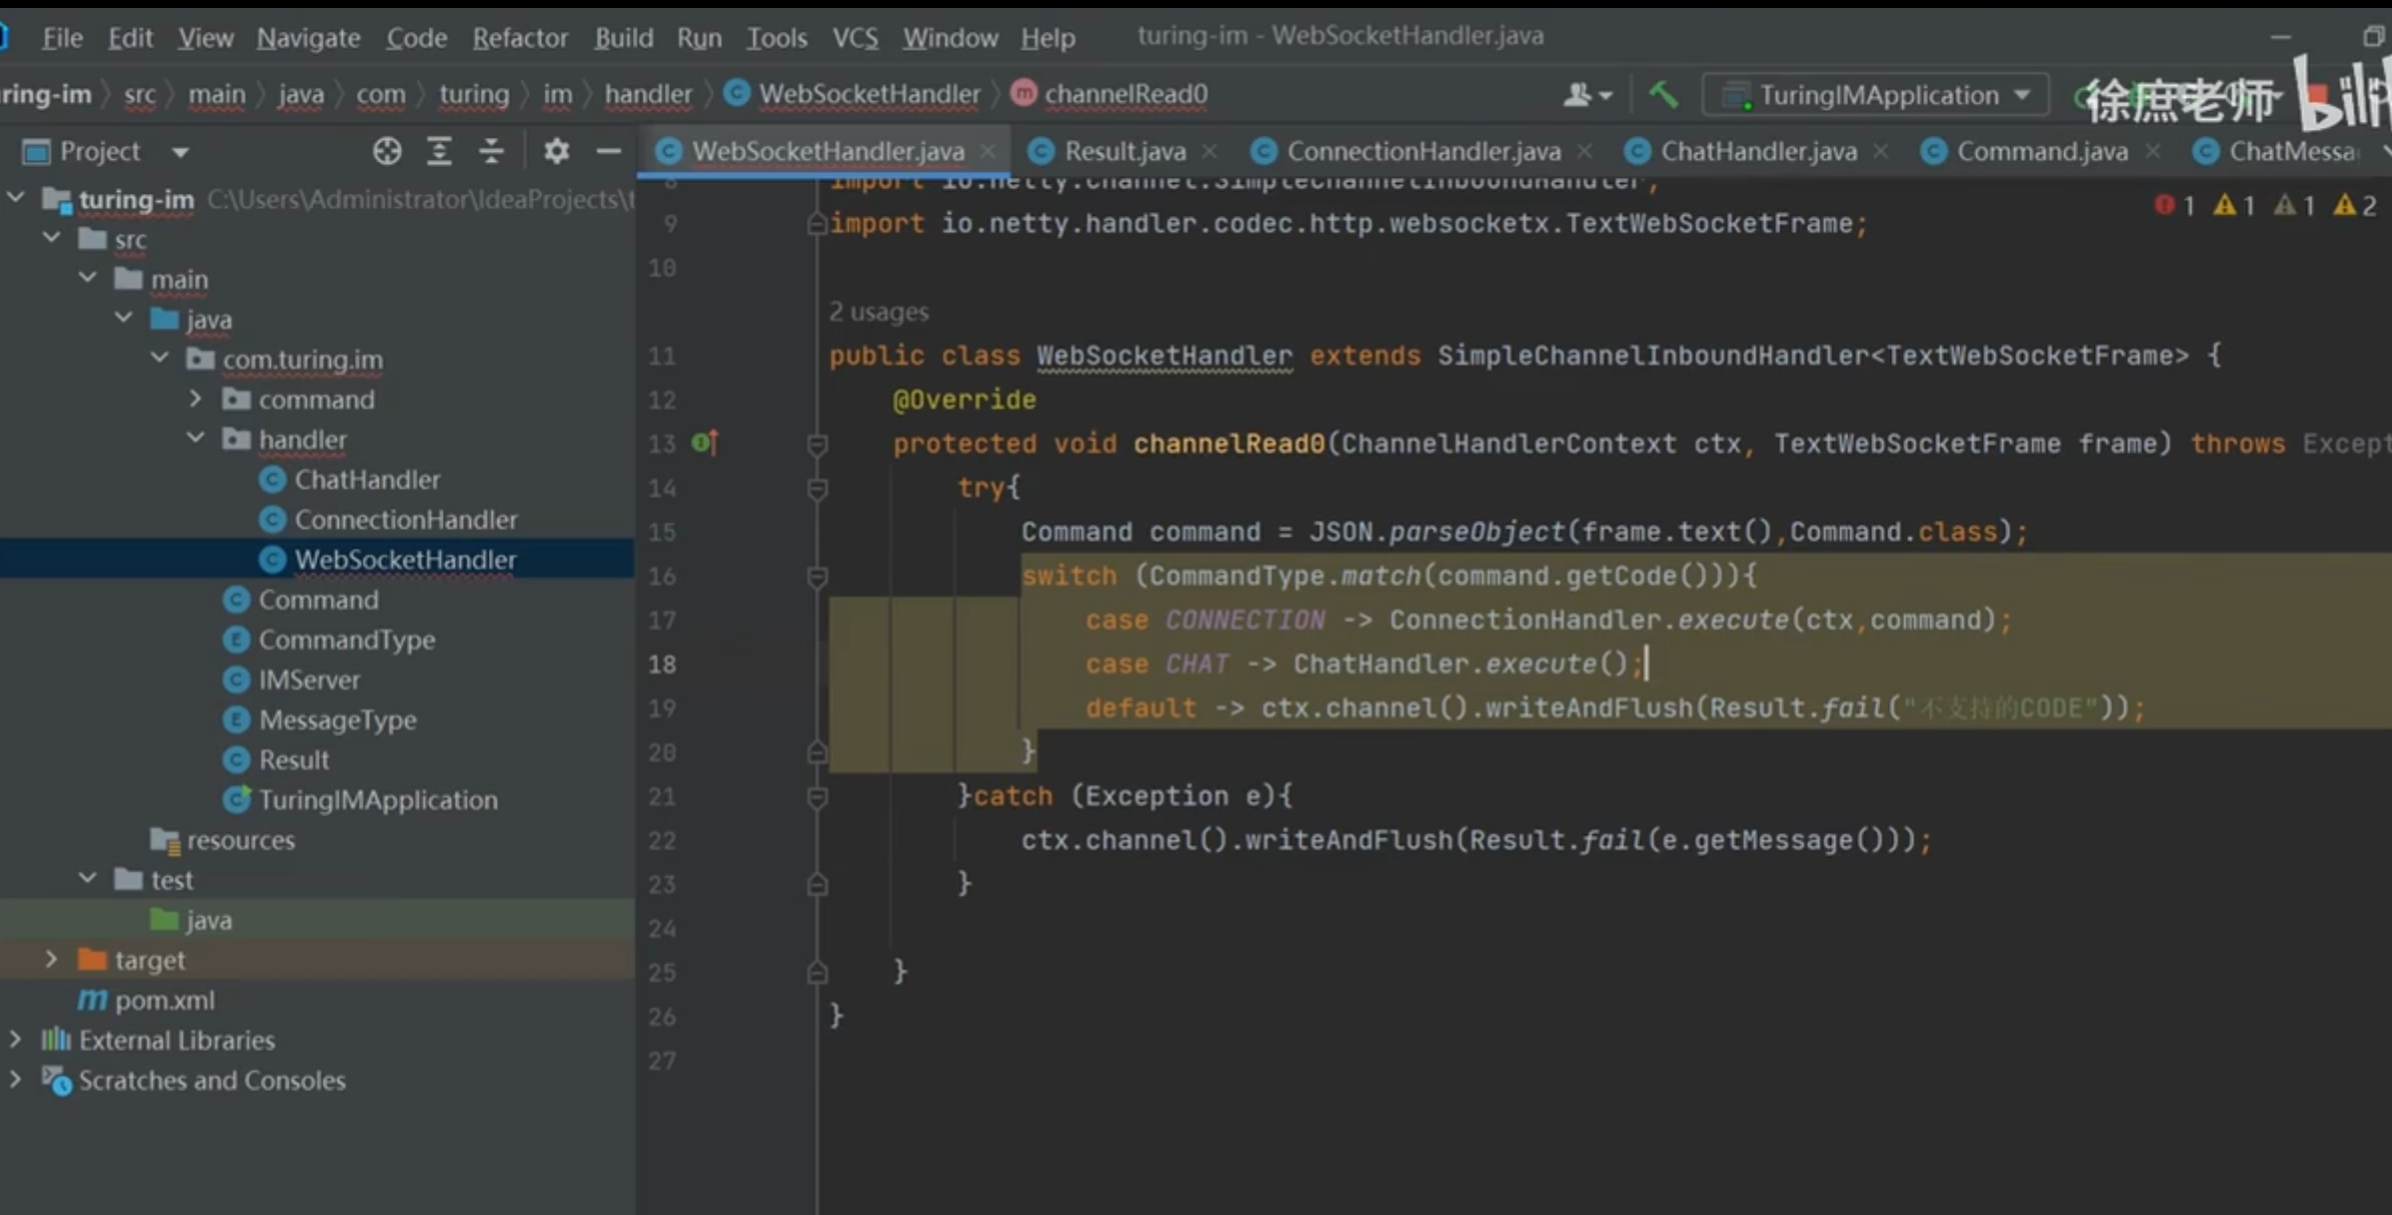 File Edit View Navigate Code Refactor Build Run Tools VCS Window Help turing-im - WebSocketHandler.java
ring-im src main java com turing im handler WebSocketHandler channelRead0 TuringIMApplication 徐庶老师 bili
Project
WebSocketHandler.java Result.java ConnectionHandler.java ChatHandler.java Command.java ChatMessa
turing-im C:\Users\Administrator\IdeaProjects\t
src
main
java
com.turing.im
command
handler
ChatHandler
ConnectionHandler
WebSocketHandler
Command
CommandType
IMServer
MessageType
Result
TuringIMApplication
resources
test
java
target
pom.xml
External Libraries
Scratches and Consoles
1 1 1 2
8 import io.netty.channel.SimpleChannelInboundHandler;
9 import io.netty.handler.codec.http.websocketx.TextWebSocketFrame;
10
2 usages
11 public class WebSocketHandler extends SimpleChannelInboundHandler<TextWebSocketFrame> {
12 @Override
13 protected void channelRead0(ChannelHandlerContext ctx, TextWebSocketFrame frame) throws Except
14 try{
15 Command command = JSON.parseObject(frame.text(),Command.class);
16 switch (CommandType.match(command.getCode())){
17 case CONNECTION -> ConnectionHandler.execute(ctx,command);
18 case CHAT -> ChatHandler.execute();
19 default -> ctx.channel().writeAndFlush(Result.fail("不支持的CODE"));
20 }
21 }catch (Exception e){
22 ctx.channel().writeAndFlush(Result.fail(e.getMessage()));
23 }
24
25 }
26 }
27